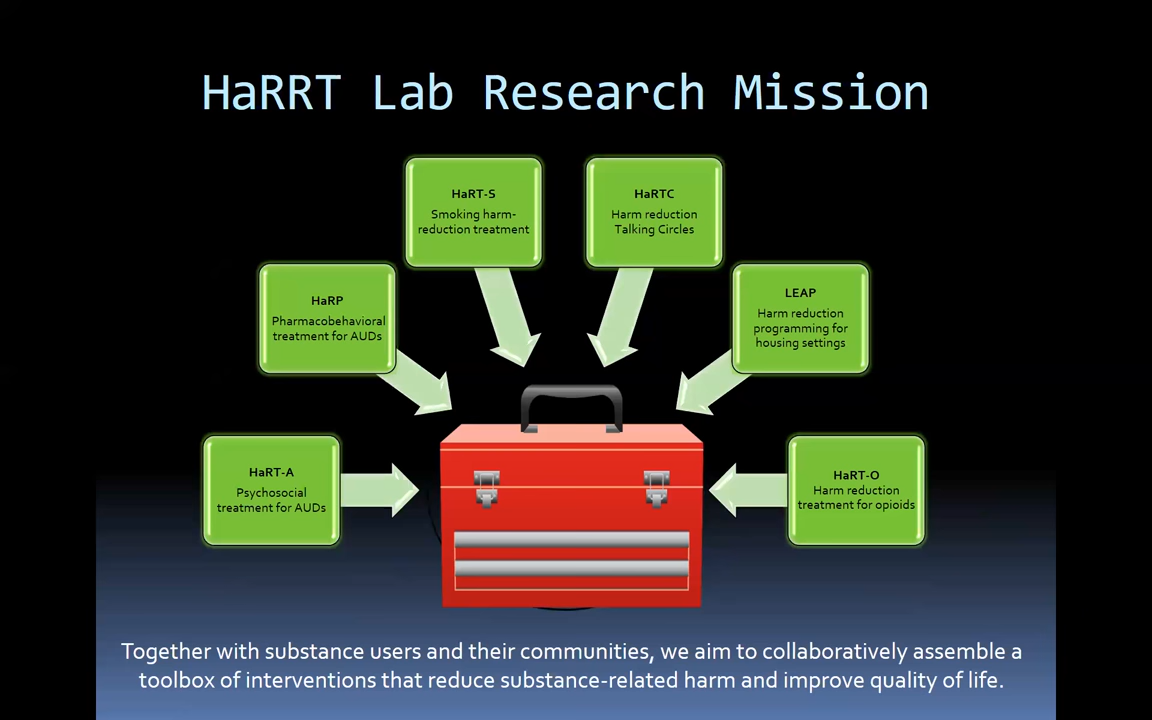 HaRRT Lab Research Mission
HaRT-S
Smoking harm-
reduction treatment
HaRTC
Harm reduction
Talking Circles
HaRP
Pharmacobehavioral
treatment for AUDs
LEAP
Harm reduction
programming for
housing settings
HaRT-A
Psychosocial
treatment for AUDs
HaRT-O
Harm reduction
treatment for opioids
Together with substance users and their communities, we aim to collaboratively assemble a
toolbox of interventions that reduce substance-related harm and improve quality of life.